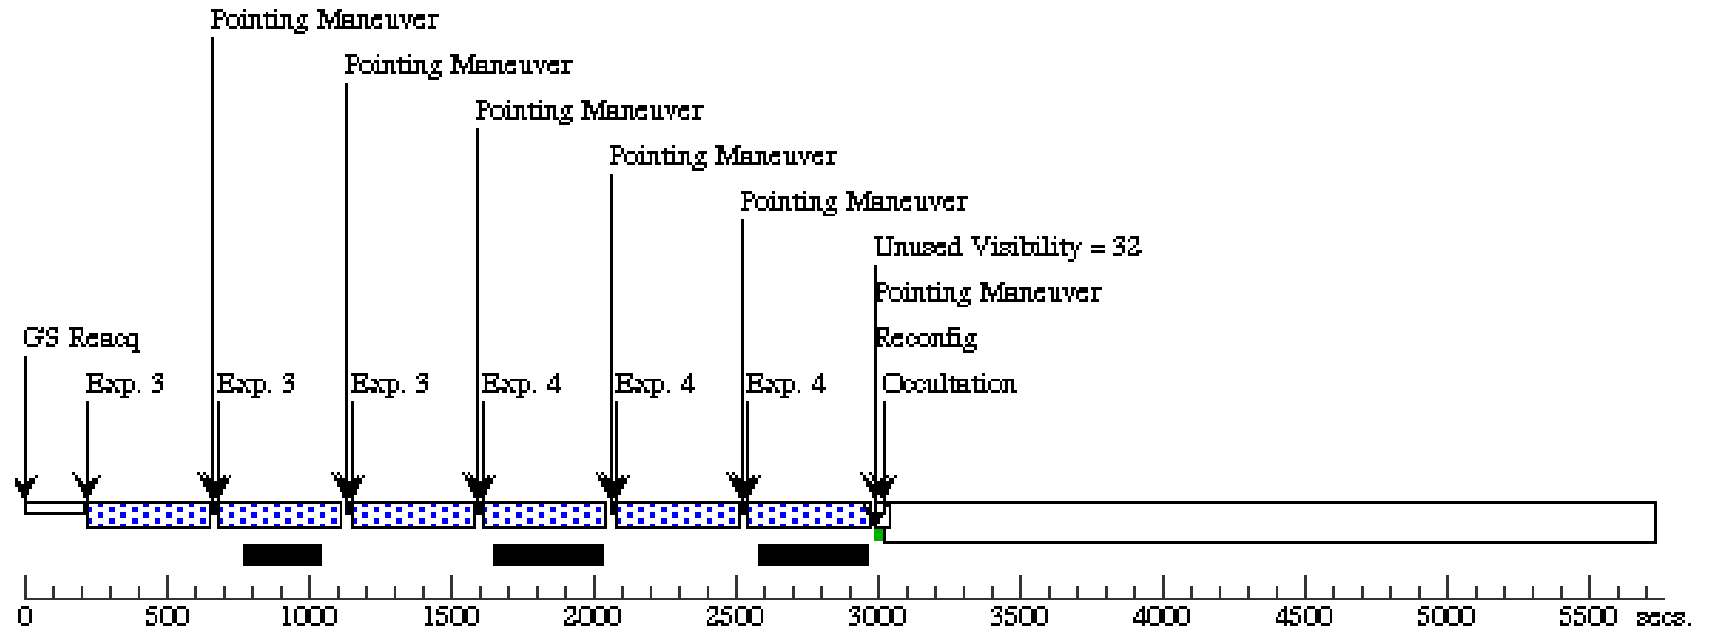 Pointing Maneuver
Pointing Maneuver
Pointing Maneuver
Pointing Maneuver
Pointing Maneuver
Unused Visibility = 32
Pointing Maneuver
GS Reacq Reconfig
Exp. 3 Exp. 3 Exp. 3 Exp. 4 Exp. 4 Exp. 4 Occultation
0 500 1000 1500 2000 2500 3000 3500 4000 4500 5000 5500 secs.